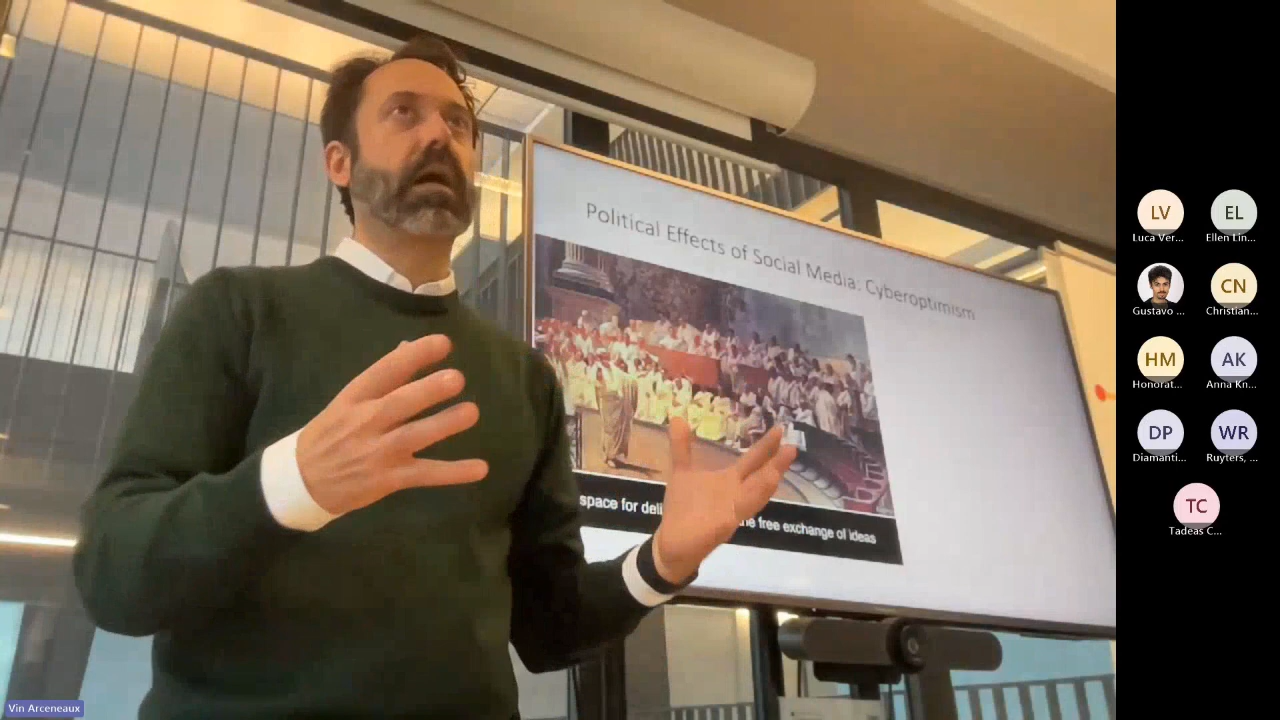 Political Effects of Social Media: Cyberoptimism
space for deli
e free exchange of ideas
LV
Luca Ver...
EL
Ellen Lin...
Gustavo ...
CN
Christian...
HM
Honorat...
AK
Anna Kn...
DP
Diamanti...
WR
Ruyters, ...
TC
Tadeas C...
Vin Arceneaux